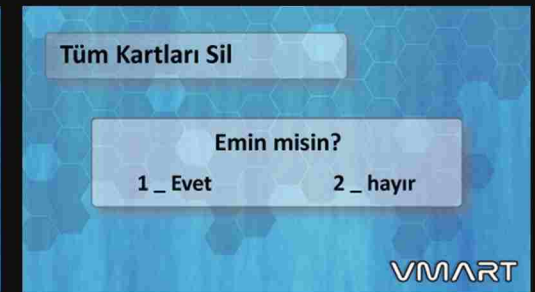 Tüm Kartları Sil
Emin misin?
1 _ Evet 2 _ hayır
VMART